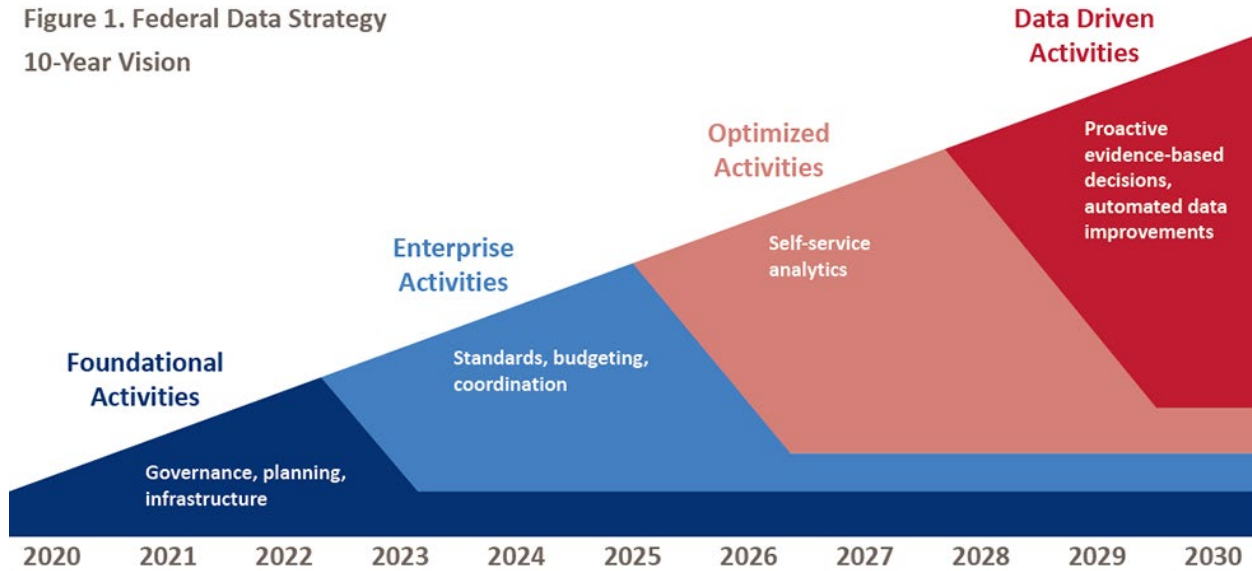 Figure 1. Federal Data Strategy
10-Year Vision
Data Driven
Activities
Proactive
evidence-based
decisions,
automated data
improvements
Optimized
Activities
Self-service
analytics
Enterprise
Activities
Standards, budgeting,
coordination
Foundational
Activities
Governance, planning,
infrastructure
2020 2021 2022 2023 2024 2025 2026 2027 2028 2029 2030